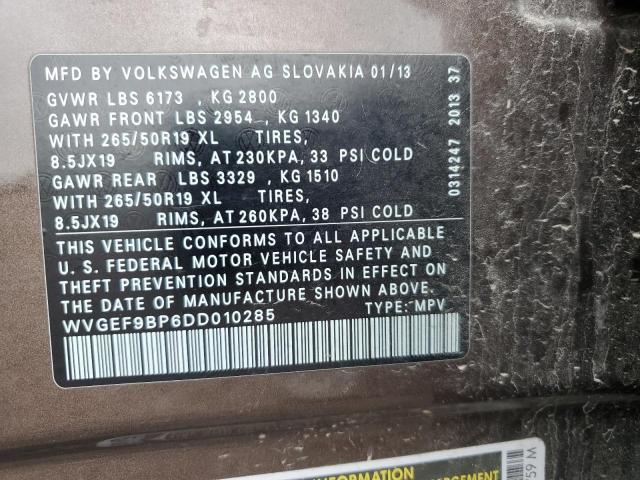 MFD BY VOLKSWAGEN AG SLOVAKIA 01/13
GVWR LBS 6173 , KG 2800
GAWR FRONT LBS 2954 , KG 1340
WITH 265/50R19 XL TIRES,
8.5JX19 RIMS, AT 230KPA, 33 PSI COLD
GAWR REAR LBS 3329 , KG 1510
WITH 265/50R19 XL TIRES,
8.5JX19 RIMS, AT 260KPA, 38 PSI COLD
THIS VEHICLE CONFORMS TO ALL APPLICABLE
U. S. FEDERAL MOTOR VEHICLE SAFETY AND
THEFT PREVENTION STANDARDS IN EFFECT ON
THE DATE OF MANUFACTURE SHOWN ABOVE.
WVGEF9BP6DD010285 TYPE: MPV
0314247 2013 37
INFORMATION
59 M